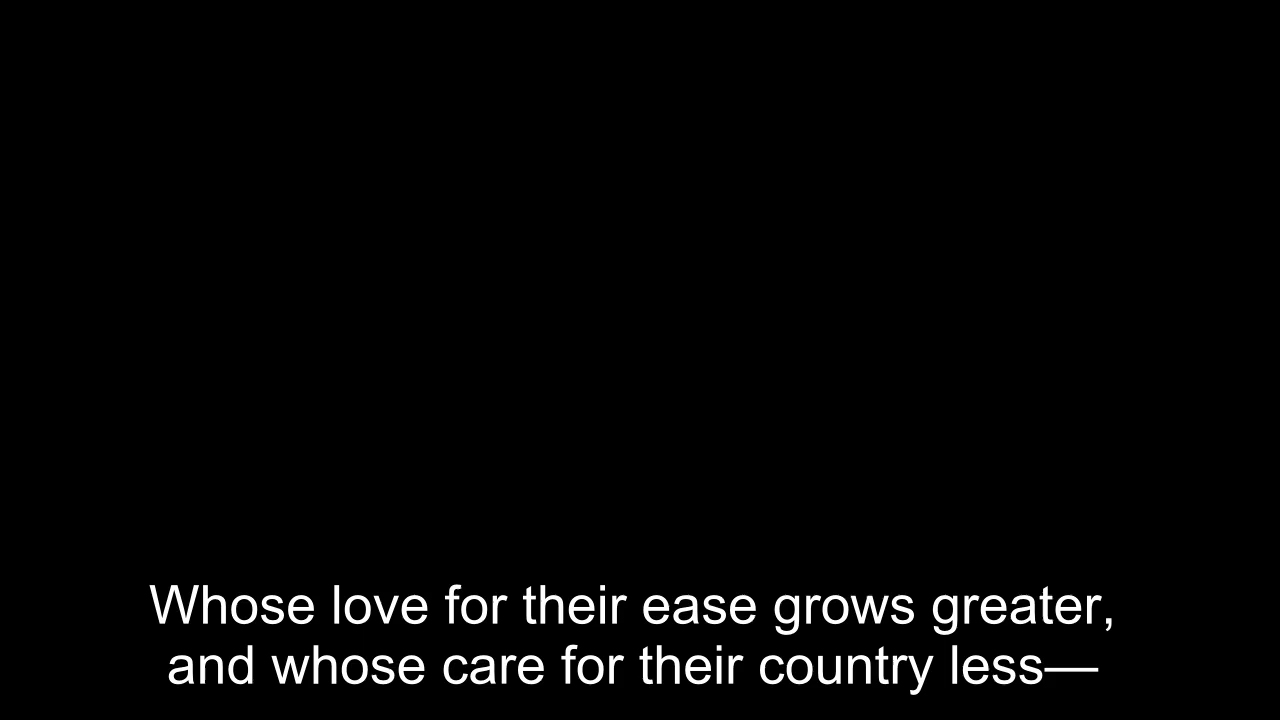 Whose love for their ease grows greater,
and whose care for their country less—